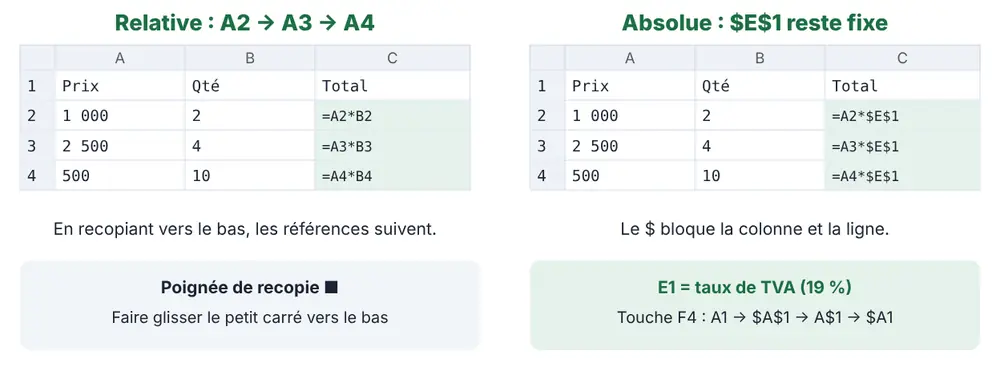 Relative : A2 → A3 → A4
A B C
1 Prix Qté Total
2 1 000 2 =A2*B2
3 2 500 4 =A3*B3
4 500 10 =A4*B4
En recopiant vers le bas, les références suivent.
Poignée de recopie ■
Faire glisser le petit carré vers le bas
Absolue : $E$1 reste fixe
A B C
1 Prix Qté Total
2 1 000 2 =A2*$E$1
3 2 500 4 =A3*$E$1
4 500 10 =A4*$E$1
Le $ bloque la colonne et la ligne.
E1 = taux de TVA (19 %)
Touche F4 : A1 → $A$1 → A$1 → $A1